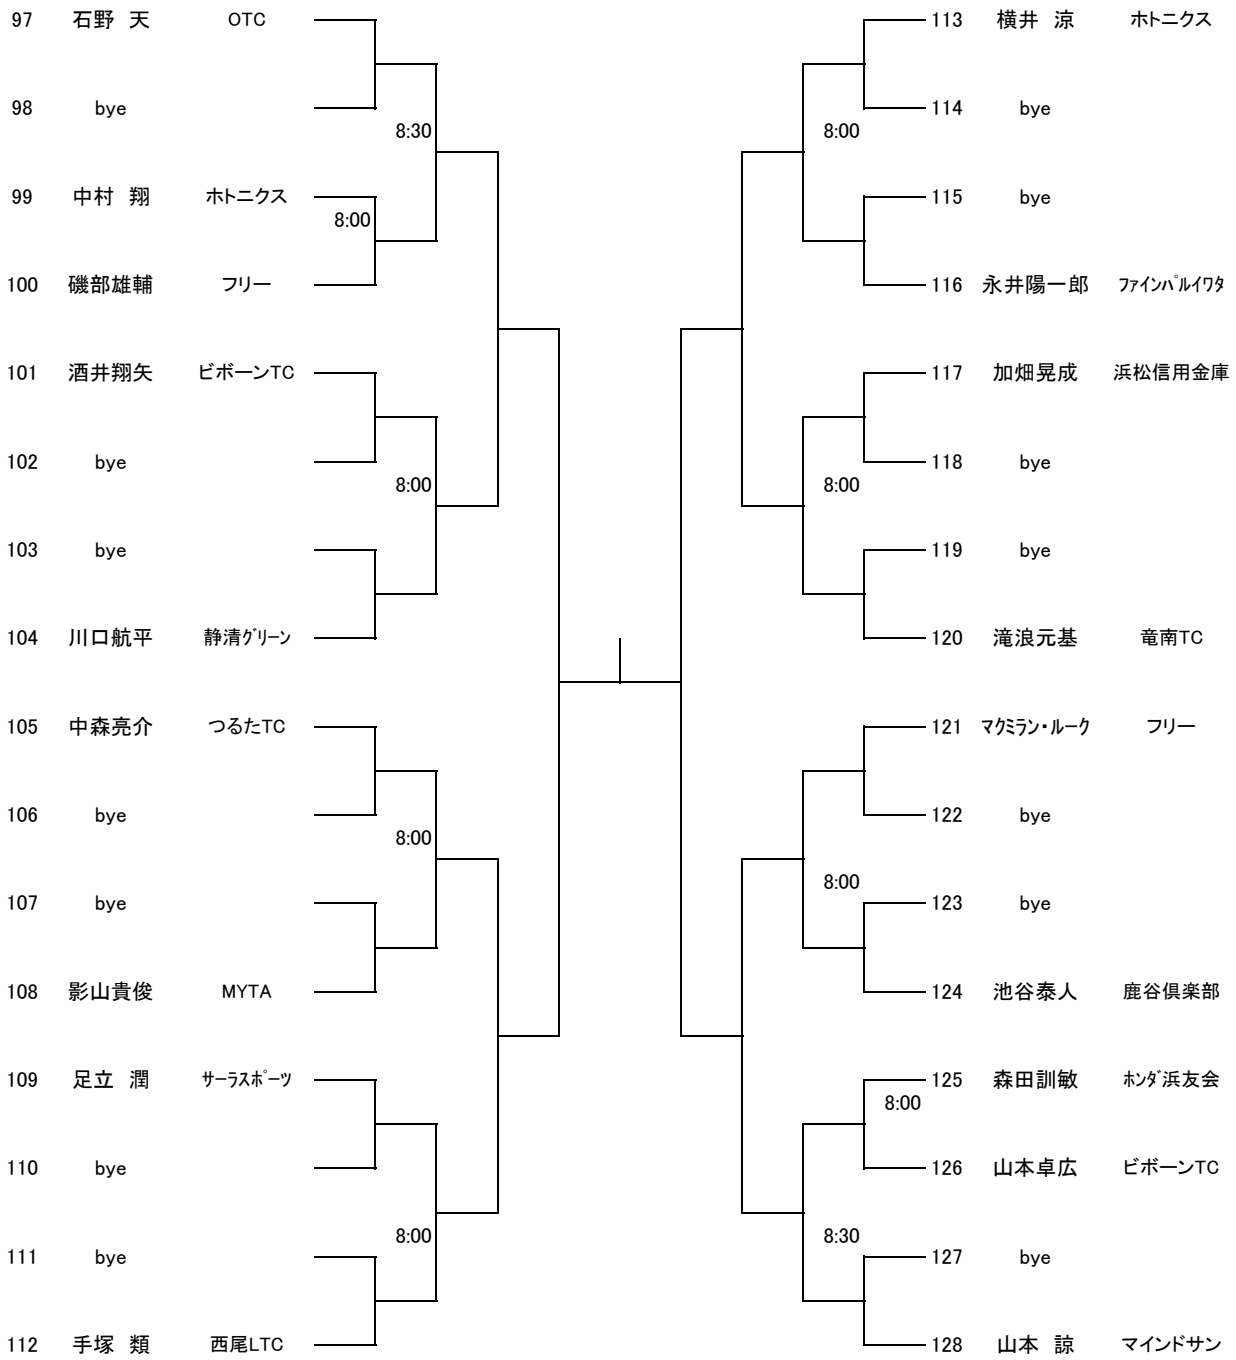 97 石野 天 OTC
98 bye
8:30
99 中村 翔 ホトニクス
8:00
100 磯部雄輔 フリー
101 酒井翔矢 ビボーンTC
102 bye
8:00
103 bye
104 川口航平 静清グリーン
105 中森亮介 つるたTC
106 bye
8:00
107 bye
108 影山貴俊 MYTA
109 足立 潤 サーラスポーツ
110 bye
8:00
111 bye
112 手塚 類 西尾LTC
113 横井 涼 ホトニクス
114 bye
8:00
115 bye
116 永井陽一郎 ファインパルイワタ
117 加畑晃成 浜松信用金庫
118 bye
8:00
119 bye
120 滝浪元基 竜南TC
121 マクミラン・ルーク フリー
122 bye
8:00
123 bye
124 池谷泰人 鹿谷倶楽部
125 森田訓敏 ホンダ浜友会
8:00
126 山本卓広 ビボーンTC
8:30
127 bye
128 山本 諒 マインドサン